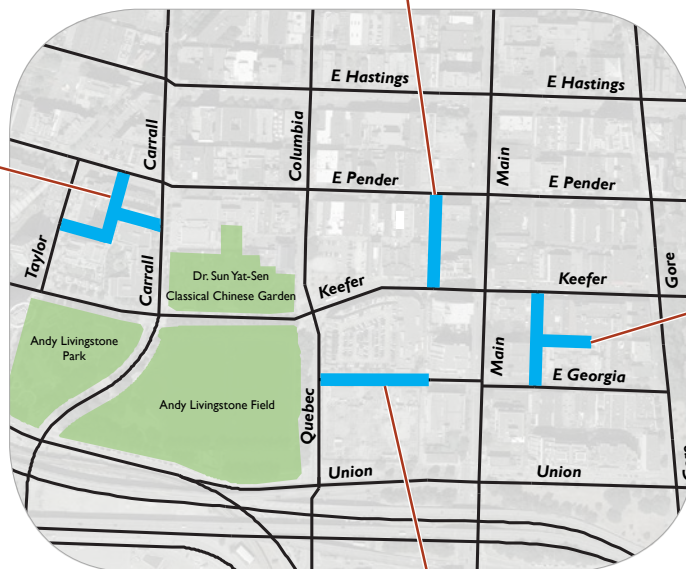 E Hastings
E Hastings
Carrall
Columbia
Main
E Pender
E Pender
Taylor
Carrall
Dr. Sun Yat-Sen
Classical Chinese Garden
Keefer
Keefer
Gore
Andy Livingstone
Park
Main
E Georgia
Andy Livingstone Field
Quebec
Union
Union